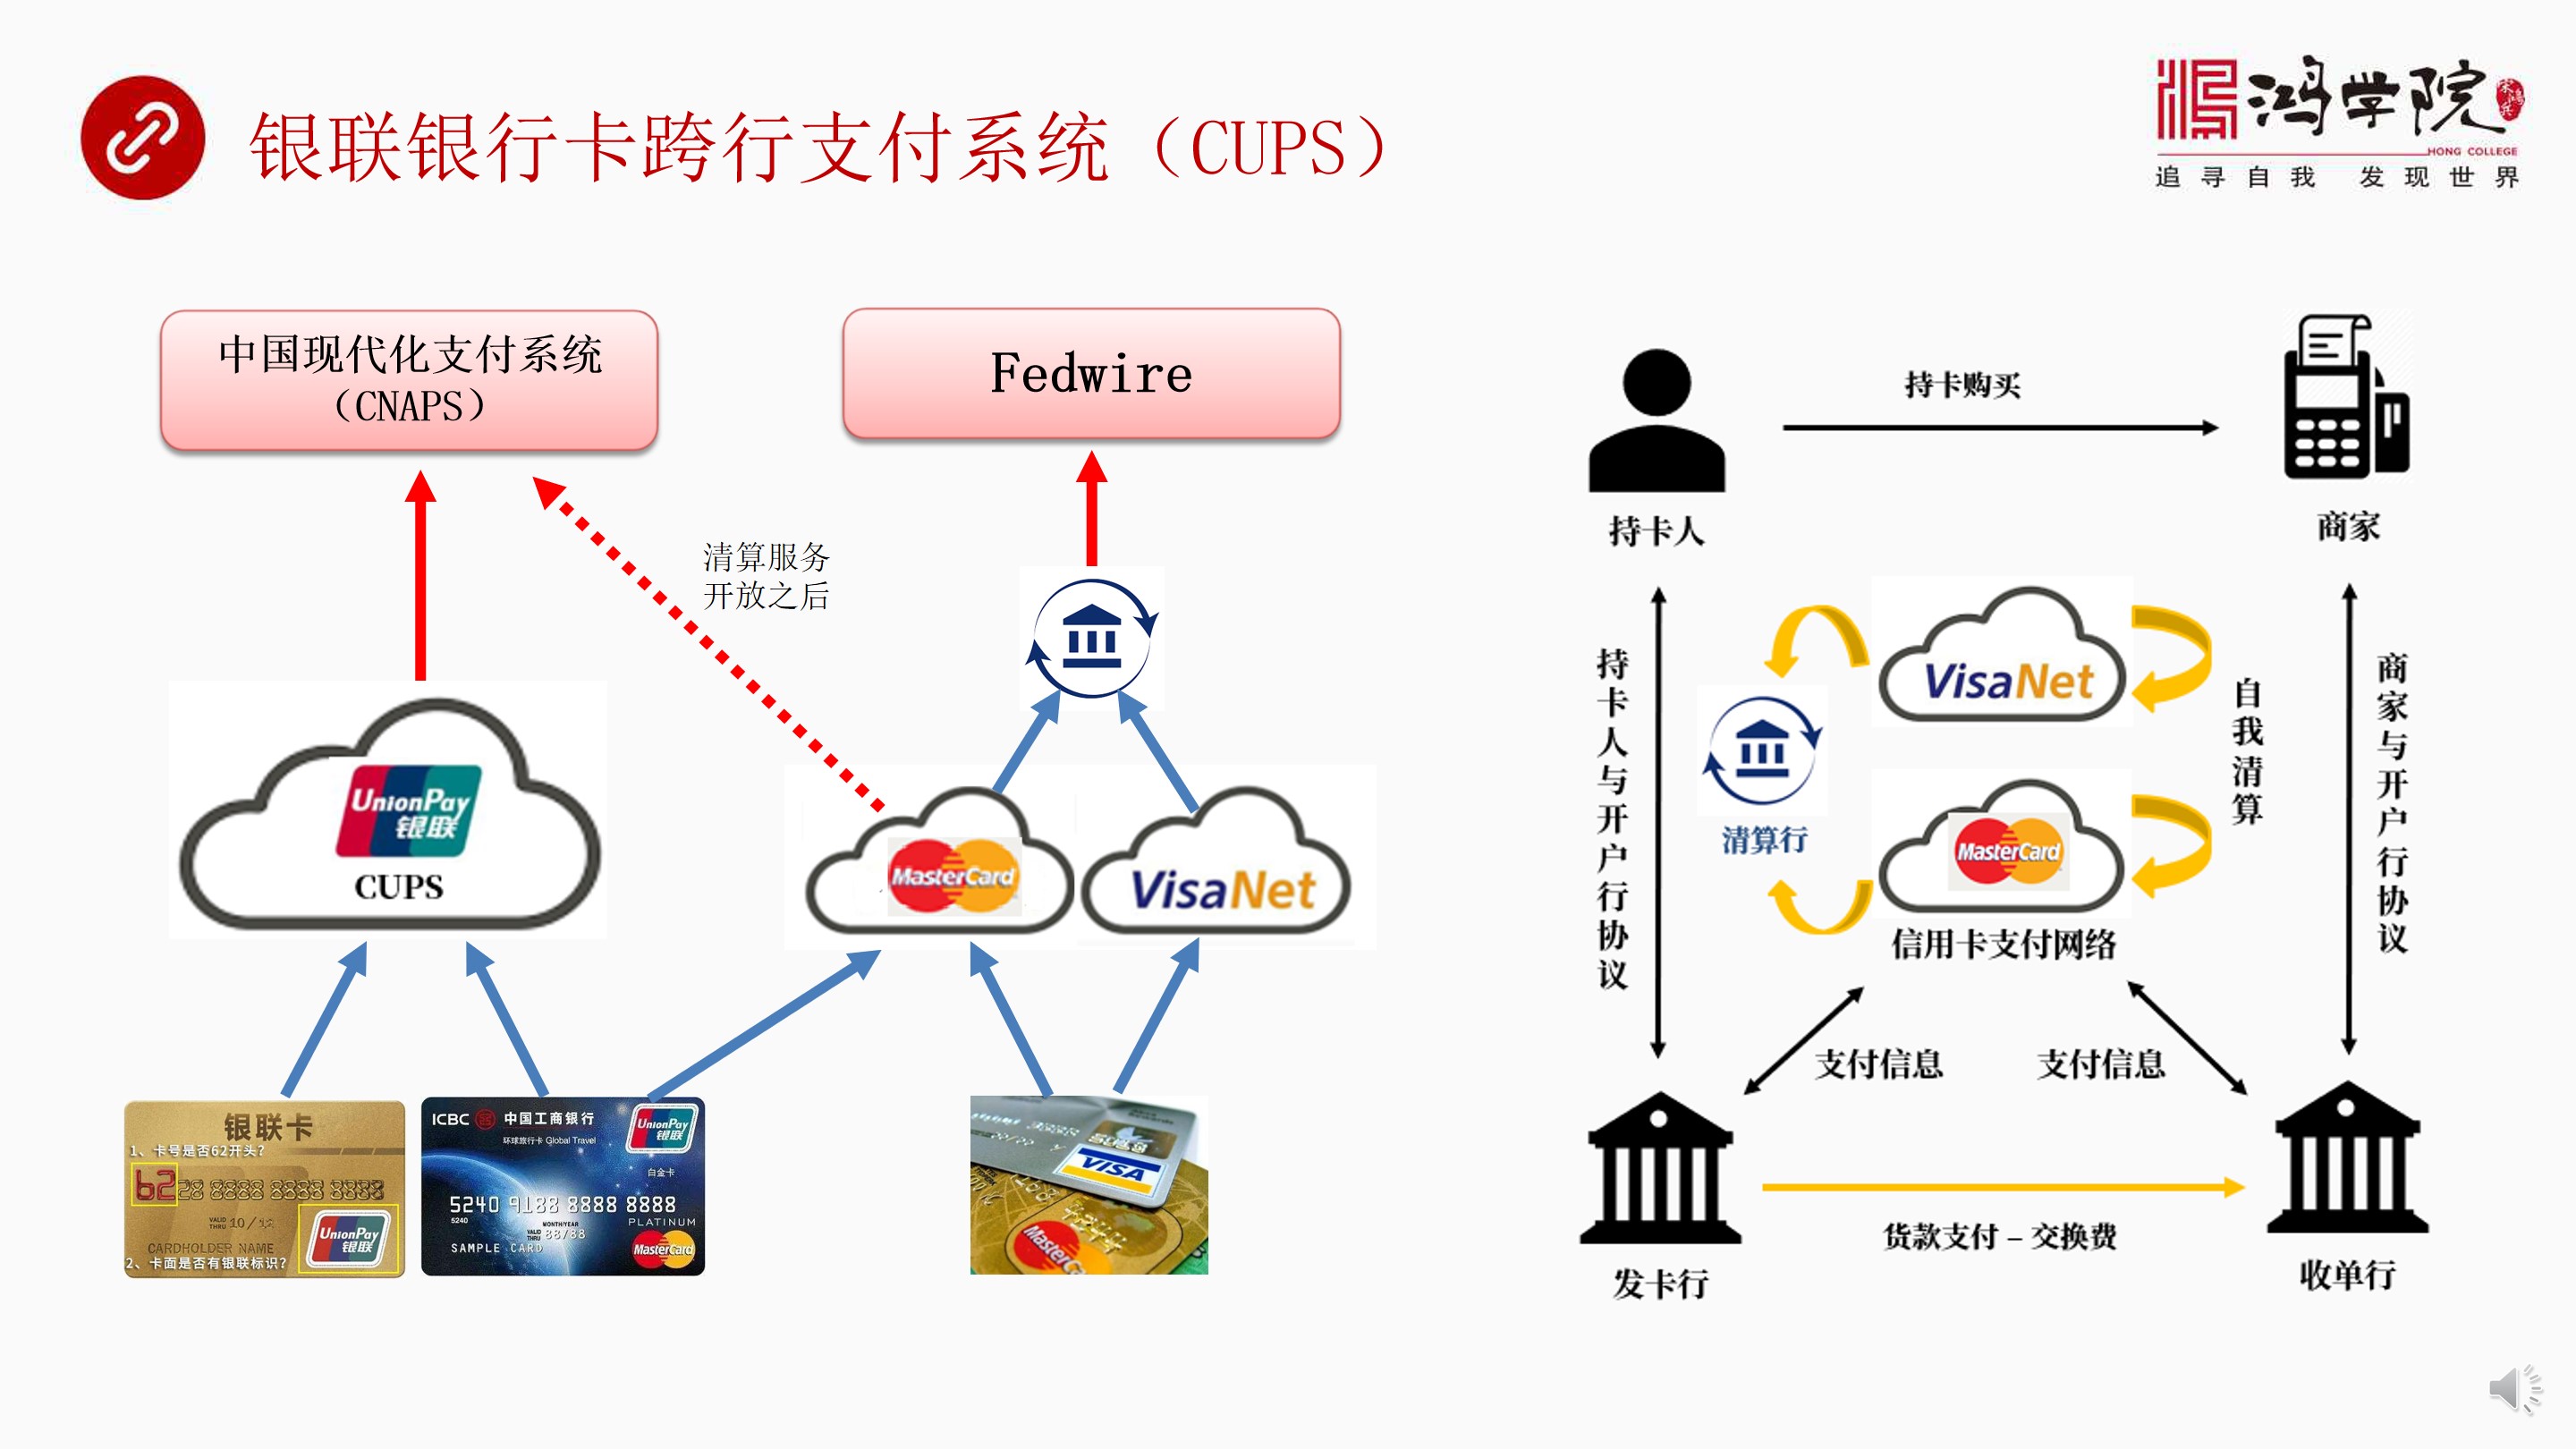 银联银行卡跨行支付系统（CUPS）
鸿学院
HONG COLLEGE
追寻自我 发现世界
中国现代化支付系统
（CNAPS）
Fedwire
清算服务
开放之后
UnionPay
银联
CUPS
MasterCard
VisaNet
银联卡
1、卡号是否62开头?
6228 8888 8888 8888
VALID THRU 10/12
CARDHOLDER NAME
UnionPay
银联
2、卡面是否有银联标识?
ICBC 中国工商银行
环球旅行卡 Global Travel
UnionPay
银联
白金卡
5240 9188 8888 8888
5240
MONTH/YEAR
VALID THRU 88/88
PLATINUM
SAMPLE CARD
MasterCard
VISA
MasterCa
持卡购买
持卡人
商家
持卡人与开户行协议
VisaNet
清算行
MasterCard
自我清算
商家与开户行协议
信用卡支付网络
支付信息
支付信息
货款支付 – 交换费
发卡行
收单行